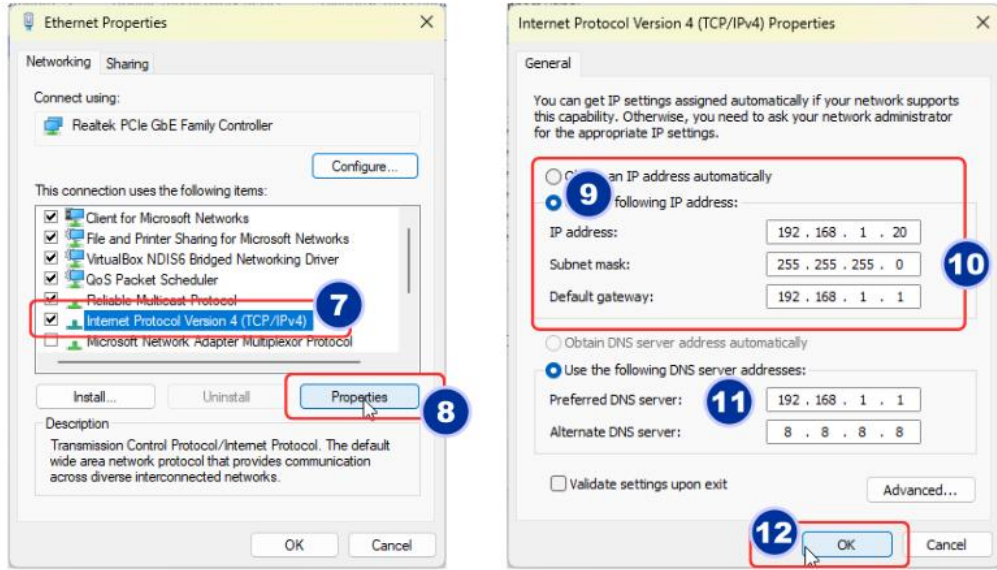 Ethernet Properties
Networking Sharing
Connect using:
Realtek PCIe GbE Family Controller
Configure...
This connection uses the following items:
Client for Microsoft Networks
File and Printer Sharing for Microsoft Networks
VirtualBox NDIS6 Bridged Networking Driver
QoS Packet Scheduler
Reliable Multicast Protocol
Internet Protocol Version 4 (TCP/IPv4)
7
Microsoft Network Adapter Multiplexor Protocol
Install... Uninstall Properties
8
Description
Transmission Control Protocol/Internet Protocol. The default
wide area network protocol that provides communication
across diverse interconnected networks.
OK Cancel
Internet Protocol Version 4 (TCP/IPv4) Properties
General
You can get IP settings assigned automatically if your network supports
this capability. Otherwise, you need to ask your network administrator
for the appropriate IP settings.
an IP address automatically
9
following IP address:
IP address: 192 . 168 . 1 . 20
Subnet mask: 255 . 255 . 255 . 0
10
Default gateway: 192 . 168 . 1 . 1
Obtain DNS server address automatically
Use the following DNS server addresses:
Preferred DNS server: 11 192 . 168 . 1 . 1
Alternate DNS server: 8 . 8 . 8 . 8
Validate settings upon exit
Advanced...
12
OK Cancel